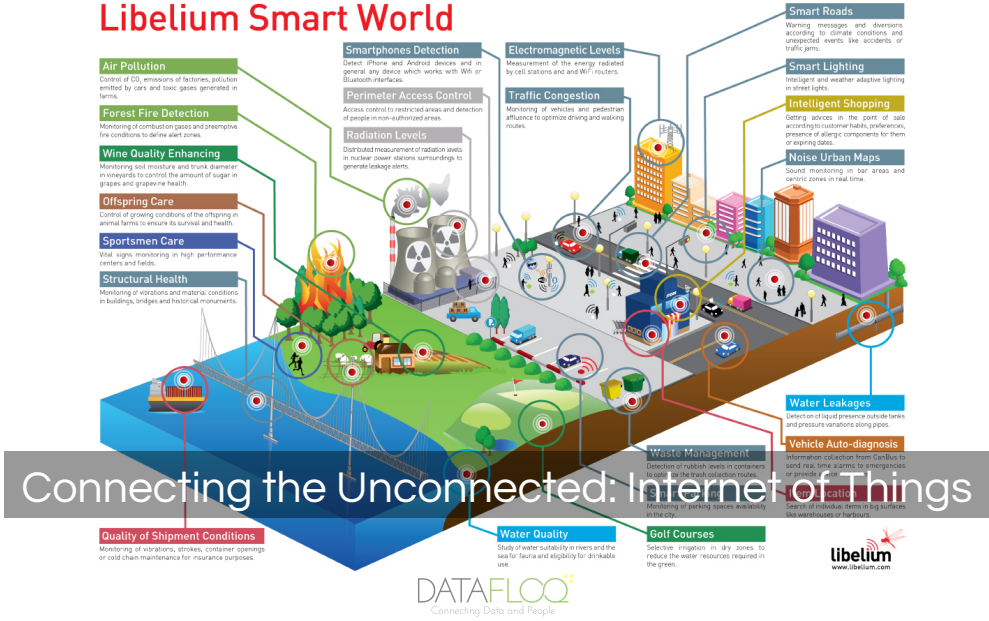 Libelium Smart World
Air Pollution
Control of CO2 emissions of factories, pollution
emitted by cars and toxic gases generated in
farms.
Forest Fire Detection
Monitoring of combustion gases and preemptive
fire conditions to define alert zones.
Wine Quality Enhancing
Monitoring soil moisture and trunk diameter
in vineyards to control the amount of sugar in
grapes and grapevine health.
Offspring Care
Control of growing conditions of the offspring in
animal farms to ensure its survival and health.
Sportsmen Care
Vital signs monitoring in high performance
centers and fields.
Structural Health
Monitoring of vibrations and material conditions
in buildings, bridges and historical monuments.
Smartphones Detection
Detect iPhone and Android devices and in
general any device which works with Wifi or
Bluetooth interfaces.
Perimeter Access Control
Access control to restricted areas and detection
of people in non-authorized areas.
Radiation Levels
Distributed measurement of radiation levels
in nuclear power stations surroundings to
generate leakage alerts.
Electromagnetic Levels
Measurement of the energy radiated
by cell stations and and WiFi routers.
Traffic Congestion
Monitoring of vehicles and pedestrian
affluence to optimize driving and walking
routes.
Smart Roads
Warning messages and diversions
according to climate conditions and
unexpected events like accidents or
traffic jams.
Smart Lighting
Intelligent and weather adaptive lighting
in street lights.
Intelligent Shopping
Getting advices in the point of sale
according to customer habits, preferences,
presence of allergic components for them
or expiring dates.
Noise Urban Maps
Sound monitoring in bar areas and
centric zones in real time.
Water Leakages
Detection of liquid presence outside tanks
and pressure variations along pipes.
Vehicle Auto-diagnosis
Information collection from CanBus to
send real time alarms to emergencies
or provide
Waste Management
Detection of rubbish levels in containers
to optimize the trash collection routes.
Connecting the Unconnected: Internet of Things
Smart Parking
Monitoring of parking spaces availability
in the city.
Item Location
Search of individual items in big surfaces
like warehouses or harbours.
Quality of Shipment Conditions
Monitoring of vibrations, strokes, container openings
or cold chain maintenance for insurance purposes.
Water Quality
Study of water suitability in rivers and the
sea for fauna and eligibility for drinkable
use.
Golf Courses
Selective irrigation in dry zones to
reduce the water resources required in
the green.
libelium
www.libelium.com
DATAFLOQ
Connecting Data and People